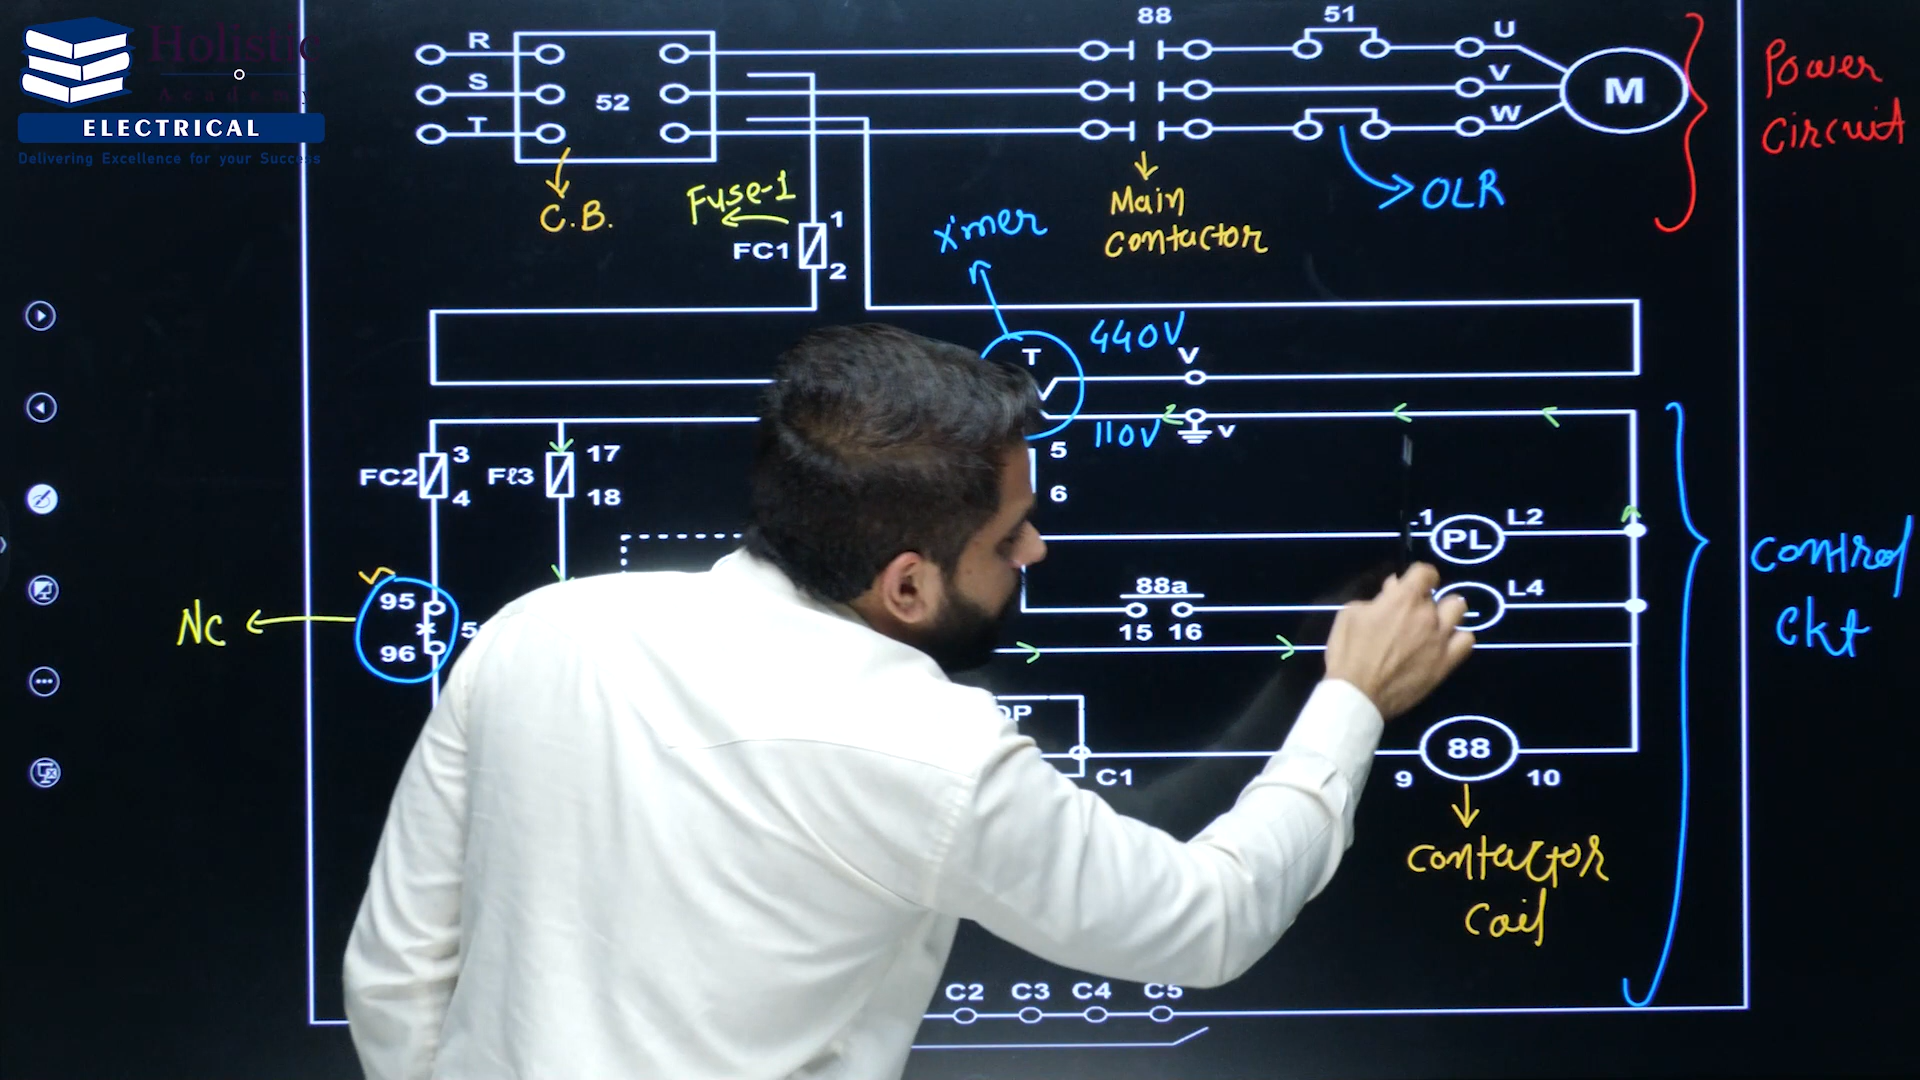 Holistic
Academy
ELECTRICAL
Delivering Excellence for your Success
88
51
R
S
T
52
U
V
W
M
Power
Circuit
C.B.
Fuse-1
FC1
1
2
Main
contactor
OLR
x'mer
T
440V
V
110V
V
5
6
FC2
3
4
Fℓ3
17
18
PL
L2
L4
88a
15 16
95
96
NC
control
ckt
C1
88
9
10
contactor
coil
C2 C3 C4 C5